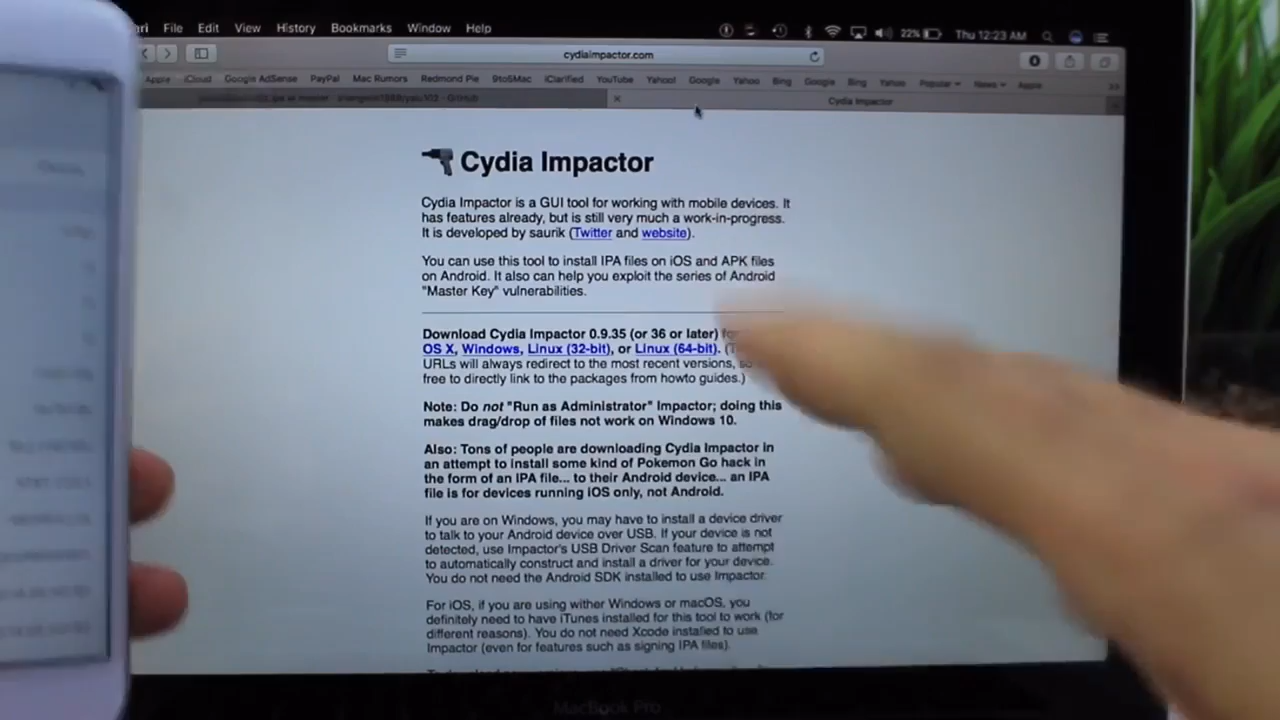 File Edit View History Bookmarks Window Help
22% Thu 12:23 AM
cydiaimpactor.com
Apple iCloud Google AdSense PayPal Mac Rumors Redmond Pie 9to5Mac iClarified YouTube Yahoo! Google Yahoo Bing Google Bing Yahoo Popular News Apple
Cydia Impactor
Cydia Impactor
Cydia Impactor is a GUI tool for working with mobile devices. It
has features already, but is still very much a work-in-progress.
It is developed by saurik (Twitter and website).
You can use this tool to install IPA files on iOS and APK files
on Android. It also can help you exploit the series of Android
"Master Key" vulnerabilities.
Download Cydia Impactor 0.9.35 (or 36 or later)
OS X, Windows, Linux (32-bit), or Linux (64-bit).
URLs will always redirect to the most recent versions,
free to directly link to the packages from howto guides.)
Note: Do not "Run as Administrator" Impactor; doing this
makes drag/drop of files not work on Windows 10.
Also: Tons of people are downloading Cydia Impactor in
an attempt to install some kind of Pokemon Go hack in
the form of an IPA file... to their Android device... an IPA
file is for devices running iOS only, not Android.
If you are on Windows, you may have to install a device driver
to talk to your Android device over USB. If your device is not
detected, use Impactor's USB Driver Scan feature to attempt
to automatically construct and install a driver for your device.
You do not need the Android SDK installed to use Impactor.
For iOS, if you are using wither Windows or macOS, you
definitely need to have iTunes installed for this tool to work (for
different reasons). You do not need Xcode installed to use
Impactor (even for features such as signing IPA files).
MacBook Pro